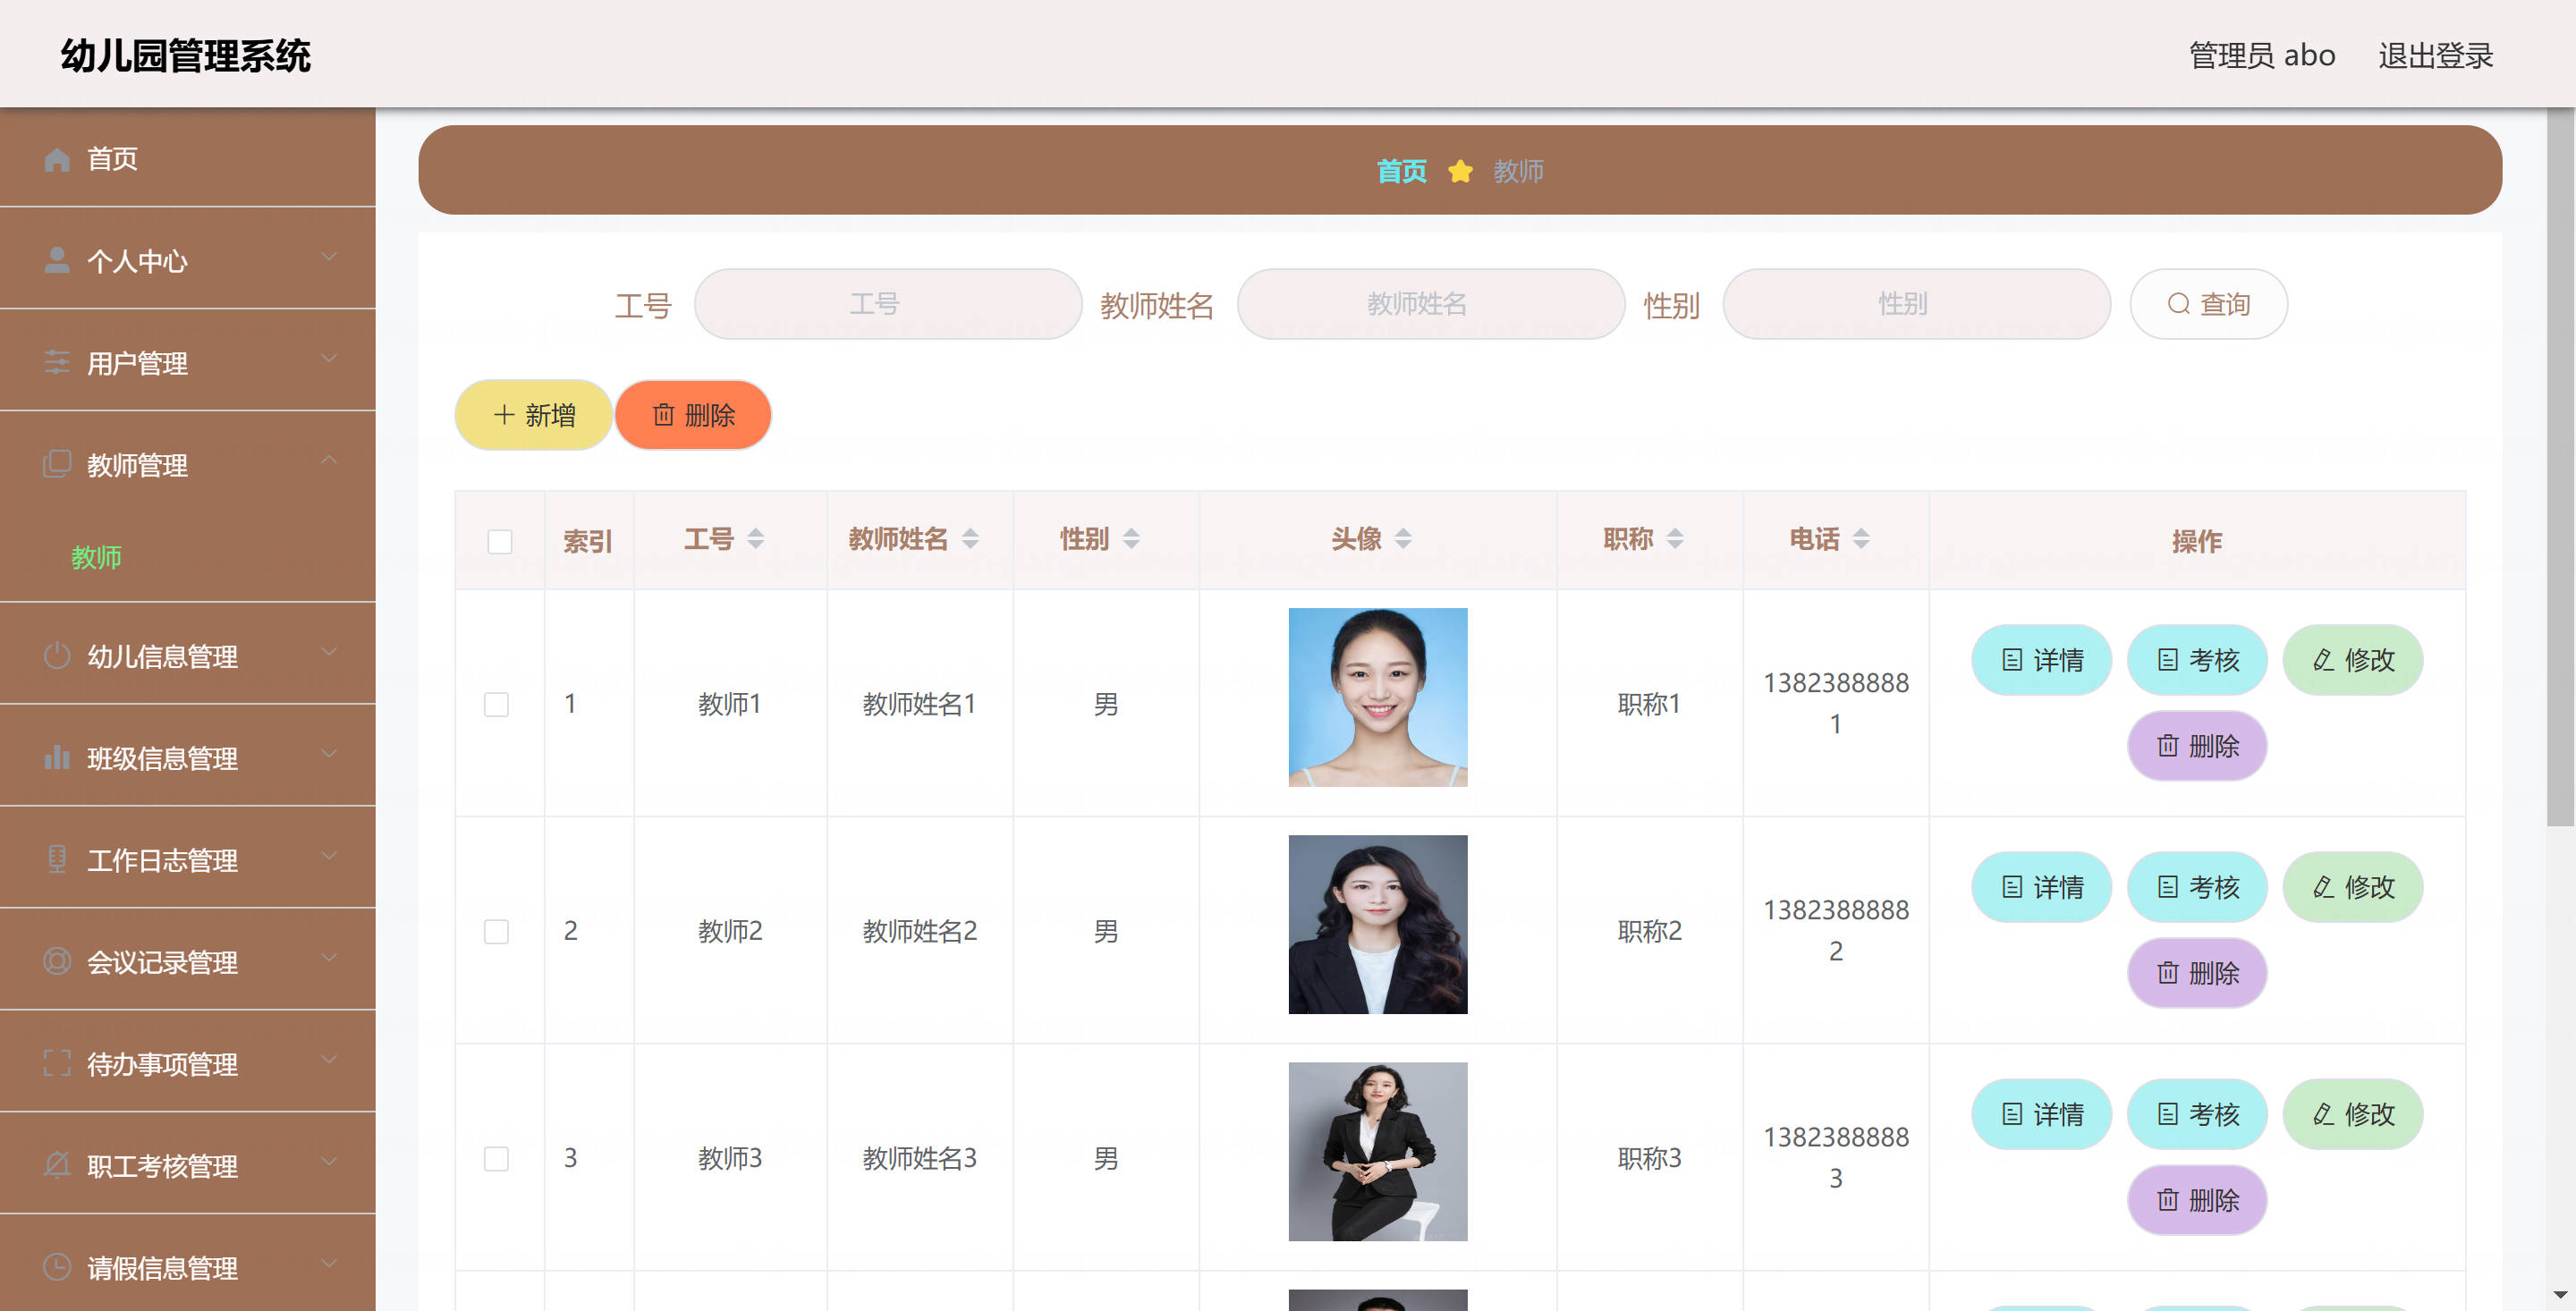 幼儿园管理系统
管理员 abo 退出登录
首页
个人中心
用户管理
教师管理
教师
幼儿信息管理
班级信息管理
工作日志管理
会议记录管理
待办事项管理
职工考核管理
请假信息管理
首页 教师
工号 工号 教师姓名 教师姓名 性别 性别 查询
新增 删除
索引 工号 教师姓名 性别 头像 职称 电话 操作
1 教师1 教师姓名1 男 职称1 1382388888
1
详情 考核 修改
删除
2 教师2 教师姓名2 男 职称2 1382388888
2
详情 考核 修改
删除
3 教师3 教师姓名3 男 职称3 1382388888
3
详情 考核 修改
删除